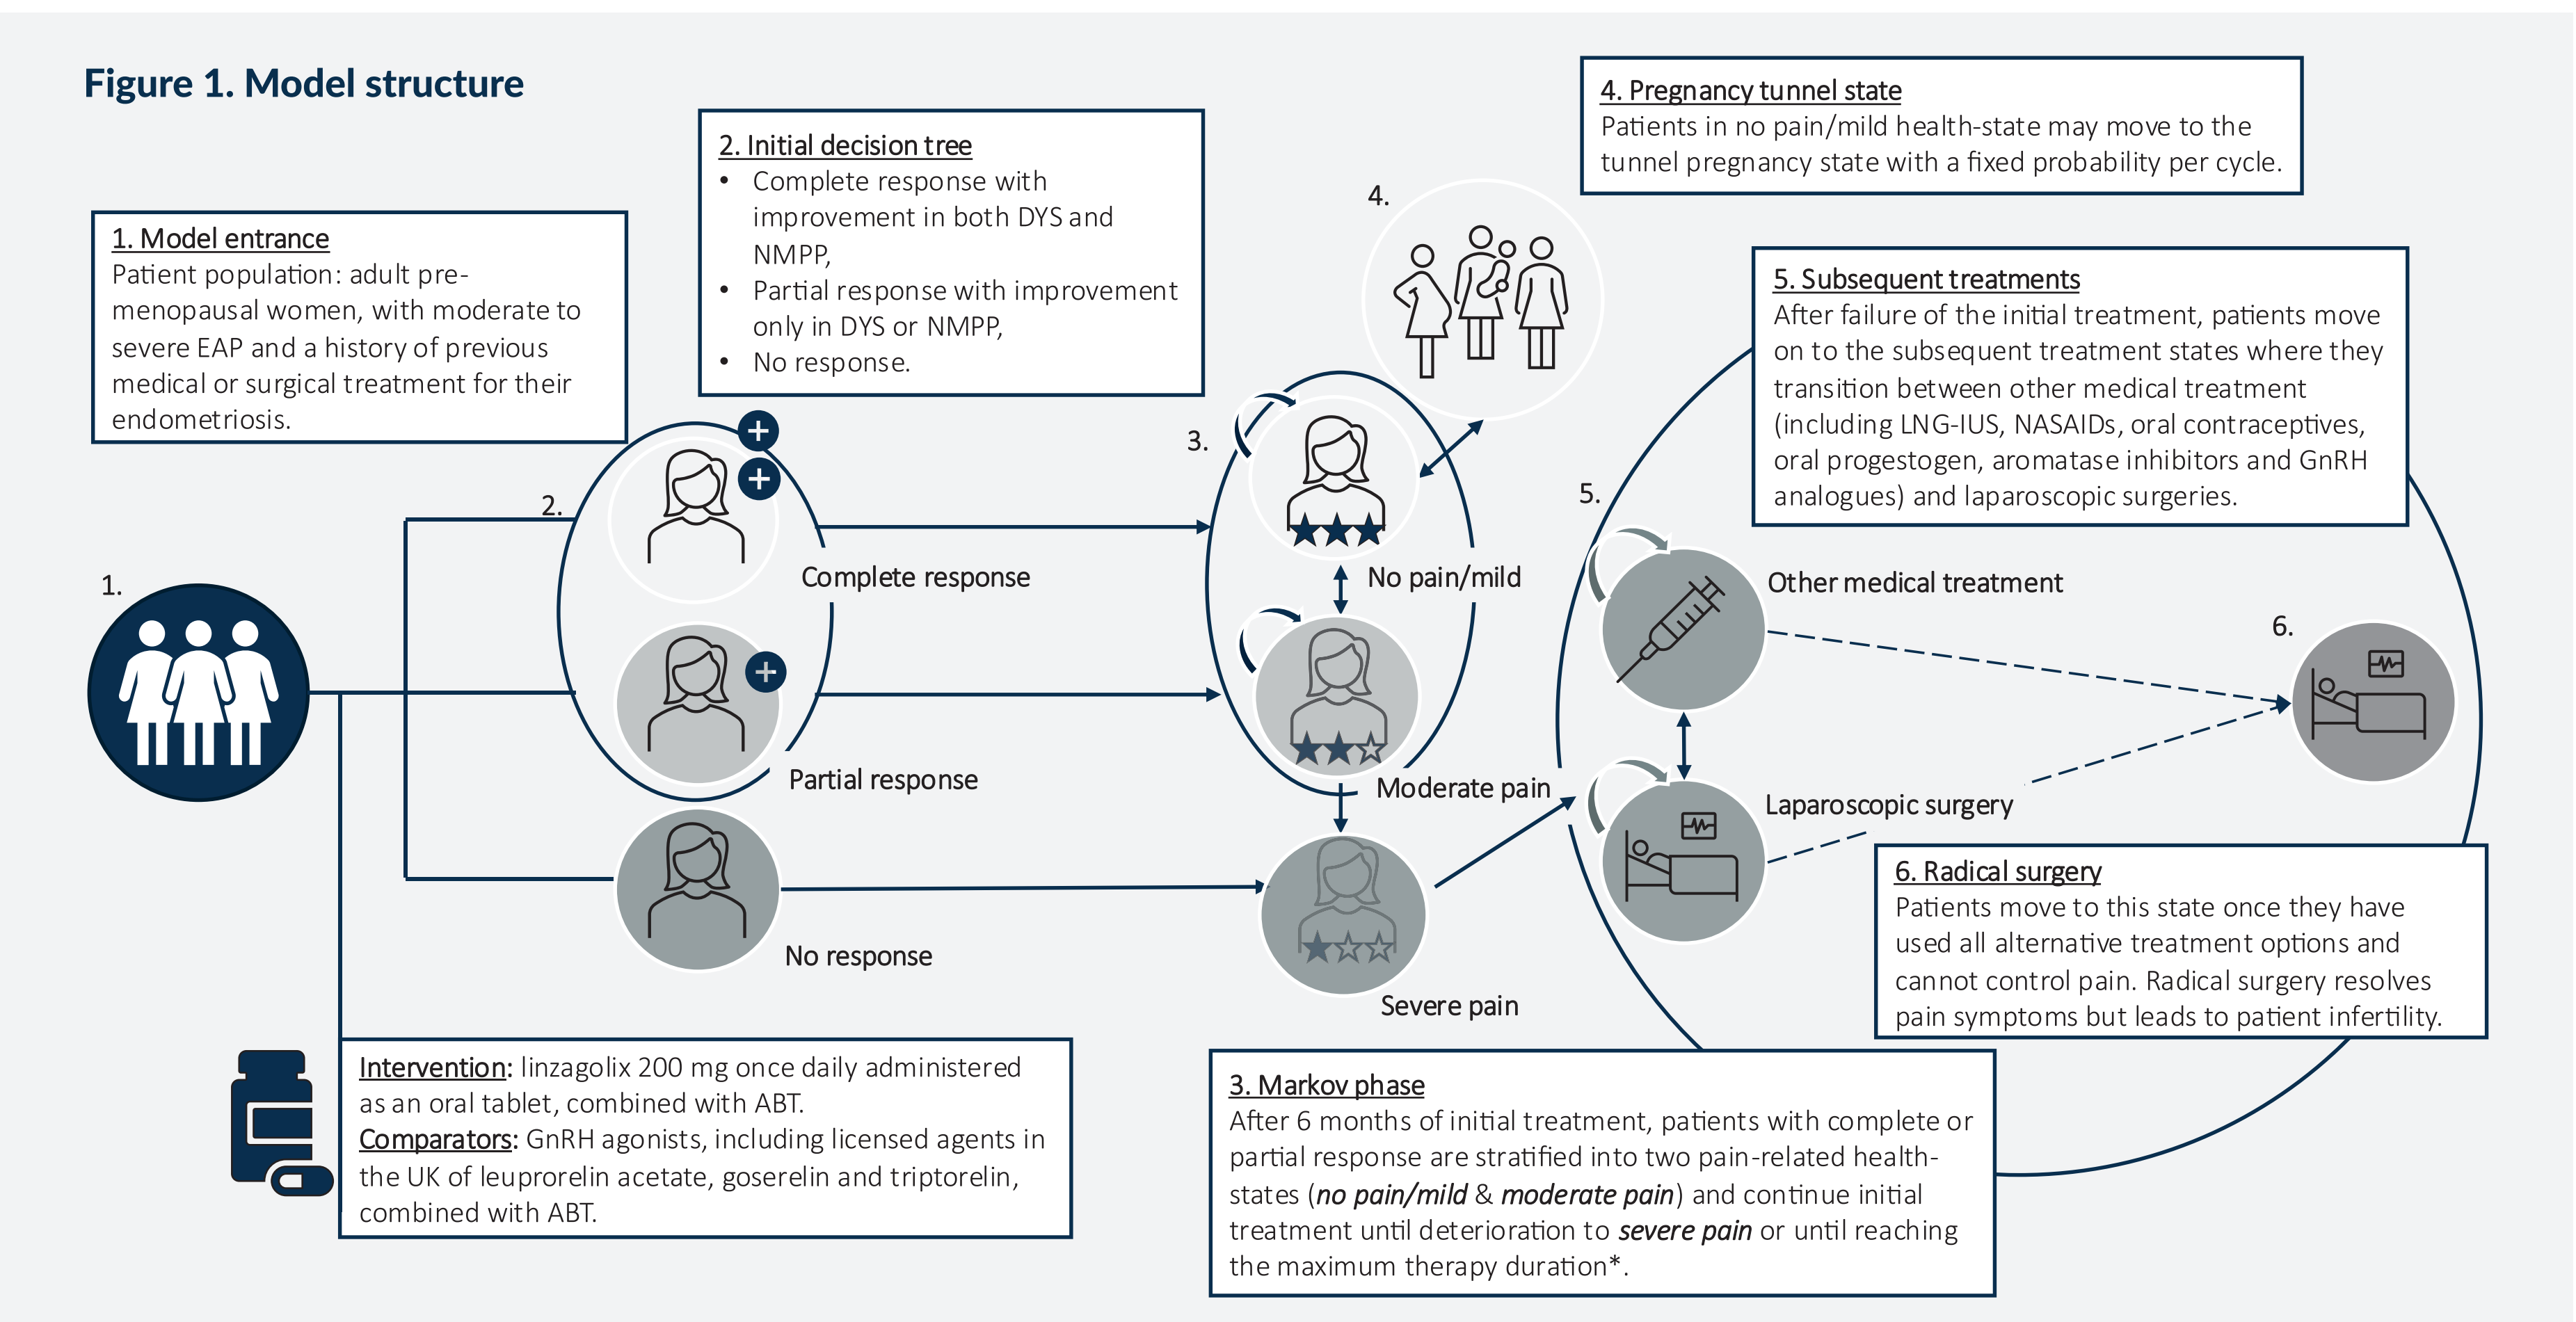 Figure 1. Model structure
1. Model entrance
Patient population: adult pre-
menopausal women, with moderate to
severe EAP and a history of previous
medical or surgical treatment for their
endometriosis.
2. Initial decision tree
• Complete response with
improvement in both DYS and
NMPP,
• Partial response with improvement
only in DYS or NMPP,
• No response.
4. Pregnancy tunnel state
Patients in no pain/mild health-state may move to the
tunnel pregnancy state with a fixed probability per cycle.
5. Subsequent treatments
After failure of the initial treatment, patients move
on to the subsequent treatment states where they
transition between other medical treatment
(including LNG-IUS, NASAIDs, oral contraceptives,
oral progestogen, aromatase inhibitors and GnRH
analogues) and laparoscopic surgeries.
1.
2.
Complete response
Partial response
No response
3.
4.
No pain/mild
Moderate pain
Severe pain
5.
Other medical treatment
Laparoscopic surgery
6.
6. Radical surgery
Patients move to this state once they have
used all alternative treatment options and
cannot control pain. Radical surgery resolves
pain symptoms but leads to patient infertility.
Intervention: linzagolix 200 mg once daily administered
as an oral tablet, combined with ABT.
Comparators: GnRH agonists, including licensed agents in
the UK of leuprorelin acetate, goserelin and triptorelin,
combined with ABT.
3. Markov phase
After 6 months of initial treatment, patients with complete or
partial response are stratified into two pain-related health-
states (no pain/mild & moderate pain) and continue initial
treatment until deterioration to severe pain or until reaching
the maximum therapy duration*.